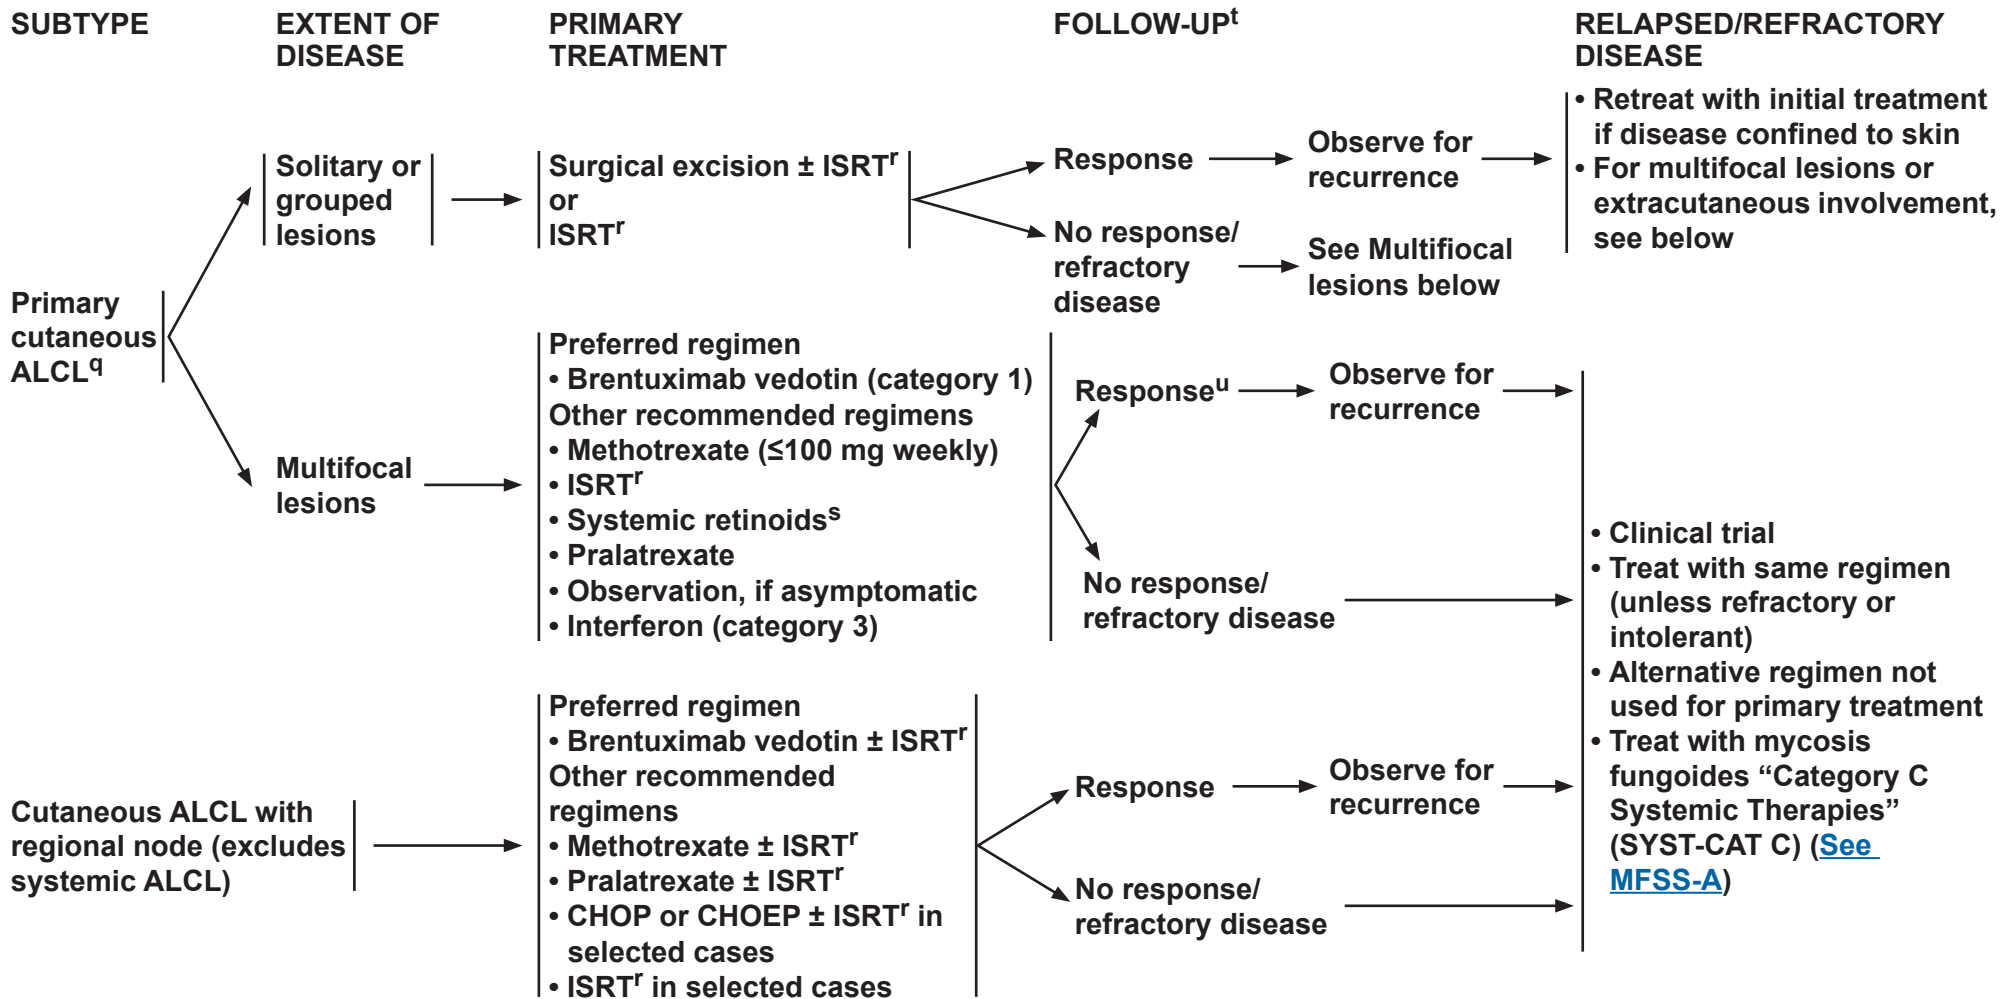 SUBTYPE
EXTENT OF
DISEASE
PRIMARY
TREATMENT
FOLLOW-UPt
RELAPSED/REFRACTORY
DISEASE
Primary
cutaneous
ALCLq
Solitary or
grouped
lesions
Surgical excision ± ISRTr
or
ISRTr
Response
Observe for
recurrence
No response/
refractory
disease
See Multifiocal
lesions below
• Retreat with initial treatment
if disease confined to skin
• For multifocal lesions or
extracutaneous involvement,
see below
Multifocal
lesions
Preferred regimen
• Brentuximab vedotin (category 1)
Other recommended regimens
• Methotrexate (≤100 mg weekly)
• ISRTr
• Systemic retinoidss
• Pralatrexate
• Observation, if asymptomatic
• Interferon (category 3)
Responseu
Observe for
recurrence
No response/
refractory disease
Cutaneous ALCL with
regional node (excludes
systemic ALCL)
Preferred regimen
• Brentuximab vedotin ± ISRTr
Other recommended
regimens
• Methotrexate ± ISRTr
• Pralatrexate ± ISRTr
• CHOP or CHOEP ± ISRTr in
selected cases
• ISRTr in selected cases
Response
Observe for
recurrence
No response/
refractory disease
• Clinical trial
• Treat with same regimen
(unless refractory or
intolerant)
• Alternative regimen not
used for primary treatment
• Treat with mycosis
fungoides “Category C
Systemic Therapies”
(SYST-CAT C) (See
MFSS-A)